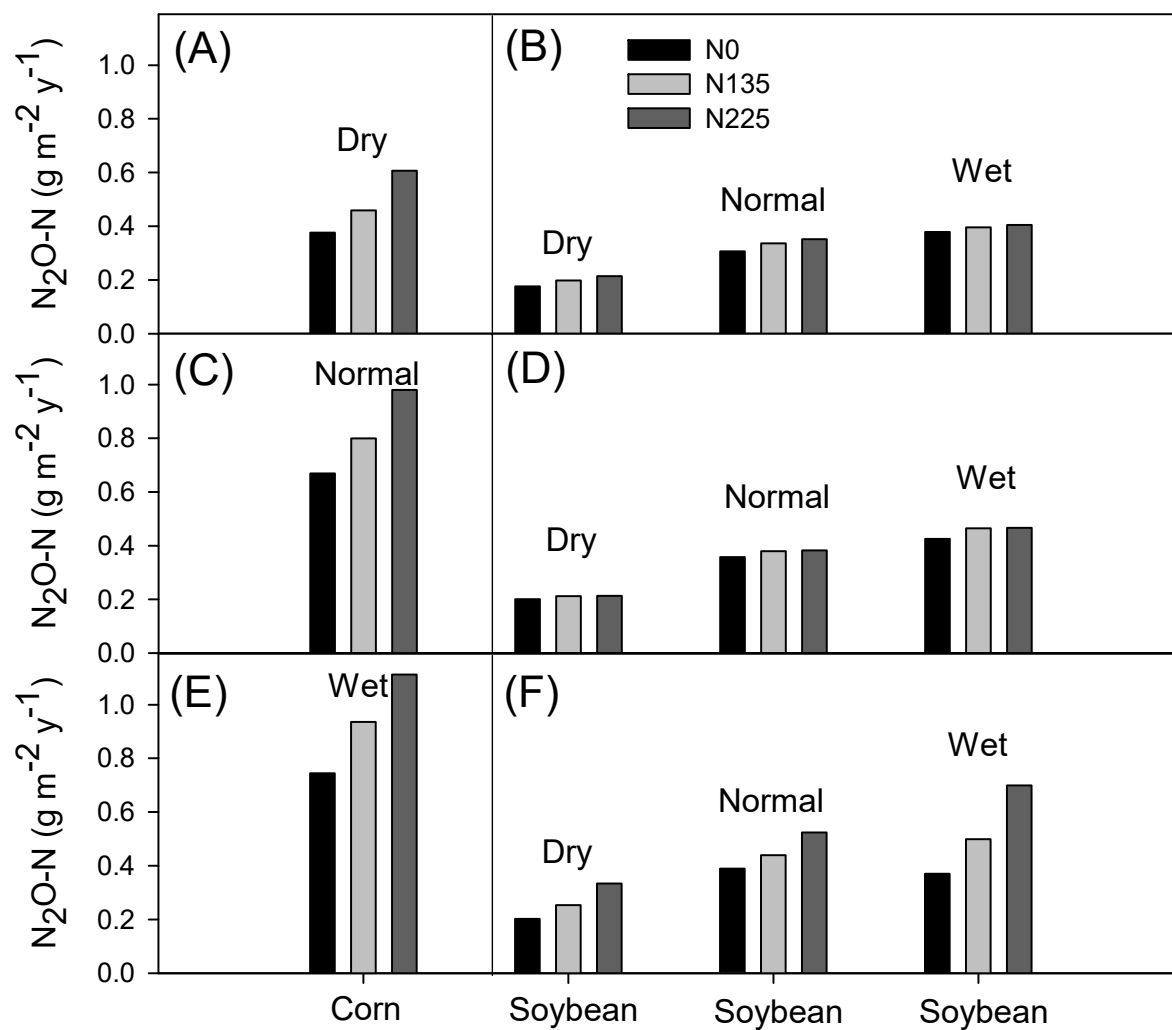 (A)
(B)
N0
N135
N225
Dry
Dry
Normal
Wet
N₂O-N (g m⁻² y⁻¹)
1.0
0.8
0.6
0.4
0.2
0.0
(C)
Normal
(D)
Dry
Normal
Wet
N₂O-N (g m⁻² y⁻¹)
1.0
0.8
0.6
0.4
0.2
0.0
(E)
Wet
(F)
Dry
Normal
Wet
N₂O-N (g m⁻² y⁻¹)
1.0
0.8
0.6
0.4
0.2
0.0
Corn
Soybean
Soybean
Soybean